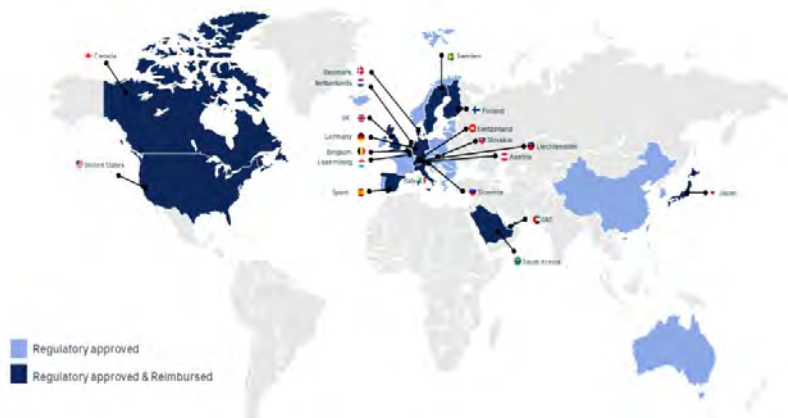 Canada
United States
Denmark
Netherlands
UK
Germany
Belgium
Luxemburg
Spain
Italy
Sweden
Finland
Switzerland
Slovakia
Liechtenstein
Austria
Slovenia
UAE
Saudi Arabia
Japan
Regulatory approved
Regulatory approved & Reimbursed